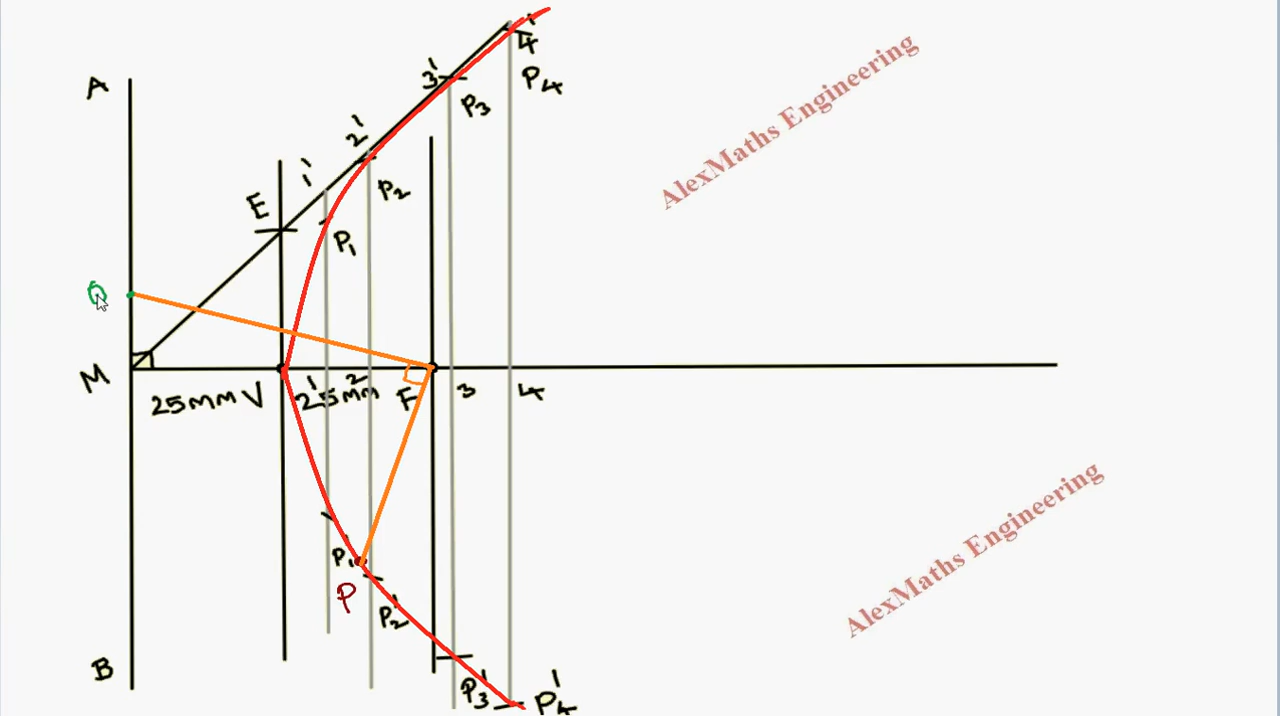 A
4'
3'
P4
P3
2'
1'
P2
E
P1
Q
M
25mm V
1
25mm
2
F
3
4
P1'
P
P2'
B
P3'
P4'
AlexMaths Engineering
AlexMaths Engineering